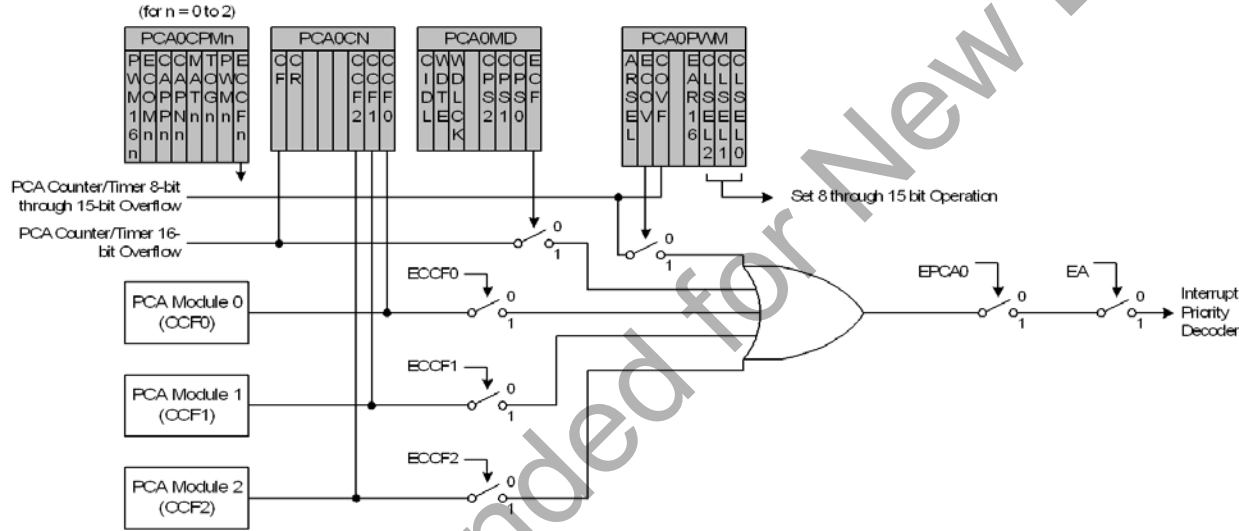 (for n = 0 to 2)
PCA0CPMn
PWM16n
ECOMn
CAPPn
CAPNn
MATn
TOGn
PWMn
ECCFn
PCA0CN
CF
CR
CCF2
CCF1
CCF0
PCA0MD
CIDL
WDTE
WDLCK
CPS2
CPS1
CPS0
ECF
PCA0PWM
ARSEL
ECOV
COVF
EAR16
CLSEL2
CLSEL1
CLSEL0
PCA Counter/Timer 8-bit
through 15-bit Overflow
Set 8 through 15 bit Operation
PCA Counter/Timer 16-
bit Overflow
0
1
0
1
PCA Module 0
(CCF0)
ECCF0
0
1
EPCA0
0
1
EA
0
1
Interrupt
Priority
Decoder
PCA Module 1
(CCF1)
ECCF1
0
1
PCA Module 2
(CCF2)
ECCF2
0
1
nded for New